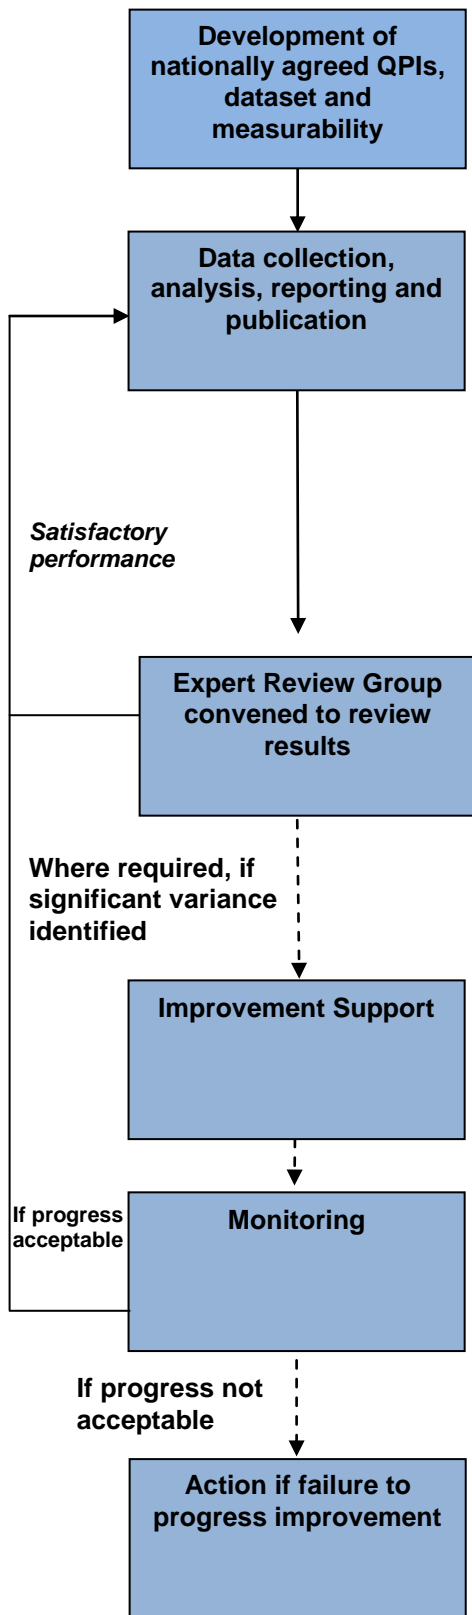 Development of
nationally agreed QPIs,
dataset and
measurability
Data collection,
analysis, reporting and
publication
Satisfactory
performance
Expert Review Group
convened to review
results
Where required, if
significant variance
identified
Improvement Support
If progress
acceptable
Monitoring
If progress not
acceptable
Action if failure to
progress improvement